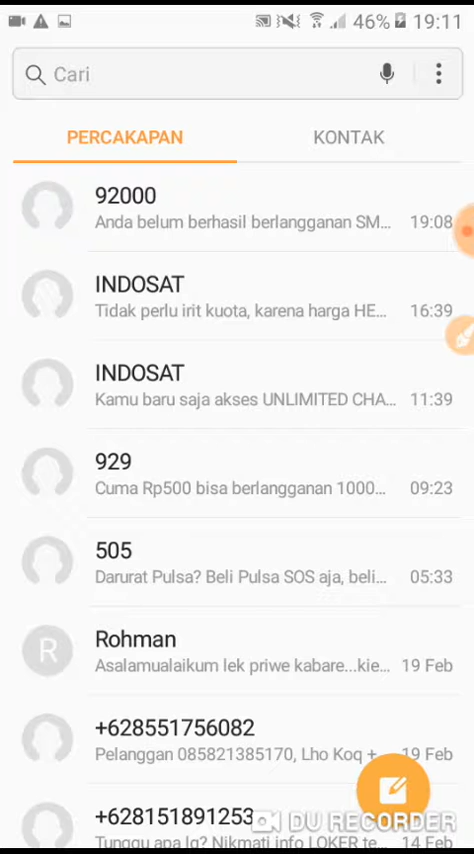 46% 19:11
Cari
PERCAKAPAN KONTAK
92000
Anda belum berhasil berlangganan SM... 19:08
INDOSAT
Tidak perlu irit kuota, karena harga HE... 16:39
INDOSAT
Kamu baru saja akses UNLIMITED CHA... 11:39
929
Cuma Rp500 bisa berlangganan 1000... 09:23
505
Darurat Pulsa? Beli Pulsa SOS aja, beli... 05:33
R
Rohman
Asalamualaikum lek priwe kabare...kie... 19 Feb
+628551756082
Pelanggan 085821385170, Lho Koq +... 19 Feb
+628151891253
DU RECORDER
Tunggu apa lg? Nikmati info LOKER te... 14 Feb